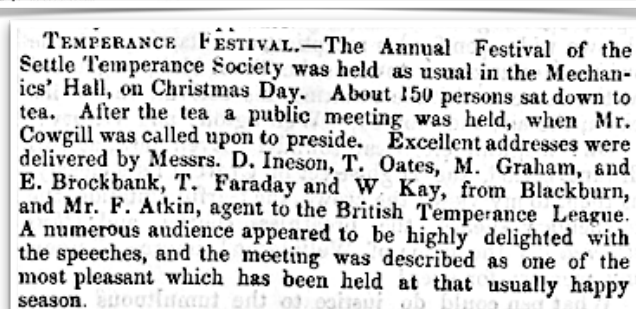 TEMPERANCE FESTIVAL.—The Annual Festival of the
Settle Temperance Society was held as usual in the Mechan-
ics' Hall, on Christmas Day. About 150 persons sat down to
tea. After the tea a public meeting was held, when Mr.
Cowgill was called upon to preside. Excellent addresses were
delivered by Messrs. D. Ineson, T. Oates, M. Graham, and
E. Brockbank, T. Faraday and W. Kay, from Blackburn,
and Mr. F. Atkin, agent to the British Temperance League.
A numerous audience appeared to be highly delighted with
the speeches, and the meeting was described as one of the
most pleasant which has been held at that usually happy
season.